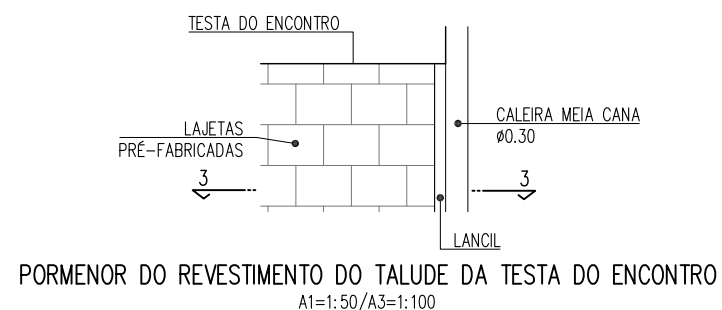 TESTA DO ENCONTRO
CALEIRA MEIA CANA
ø0.30
LAJETAS
PRÉ-FABRICADAS
3
3
LANCIL
PORMENOR DO REVESTIMENTO DO TALUDE DA TESTA DO ENCONTRO
A1=1:50/A3=1:100